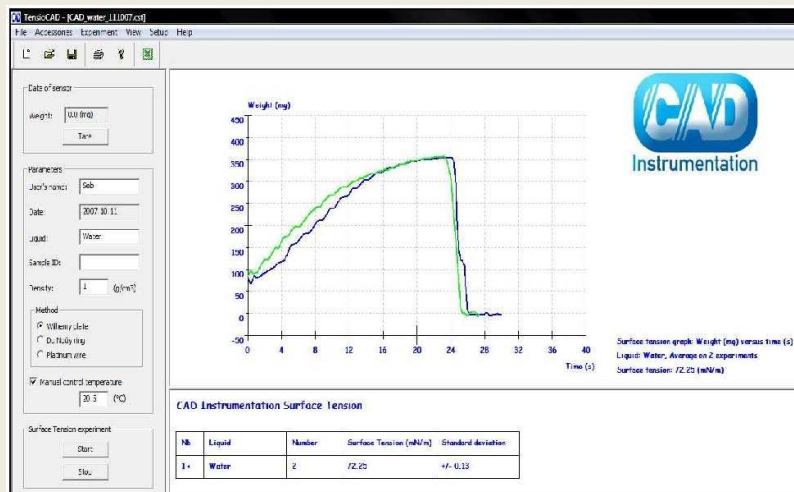 TensioCAD - [CAD_water_111007.cst]
File Accessories Experiment View Setup Help
Data of sensor
Weight: 0.0 (mg)
Tare
Parameters
User's name: Seb
Date: 2007-10-11
Liquid: Water
Sample ID:
Density: 1 (g/cm3)
Method
Wilhelmy plate
Du Noüy ring
Platinum wire
Manual control temperature
20.5 (°C)
Surface Tension experiment
Start
Stop
Weight (mg)
450
400
350
300
250
200
150
100
50
0
-50
0 4 8 12 16 20 24 28 32 36 40
Time (s)
CAD
Instrumentation
Surface tension graph: Weight (mg) versus time (s)
Liquid: Water, Average on 2 experiments
Surface tension: 72.25 (mN/m)
CAD Instrumentation Surface Tension
Nb Liquid Number Surface Tension (mN/m) Standard deviation
1 + Water 2 72.25 +/- 0.13